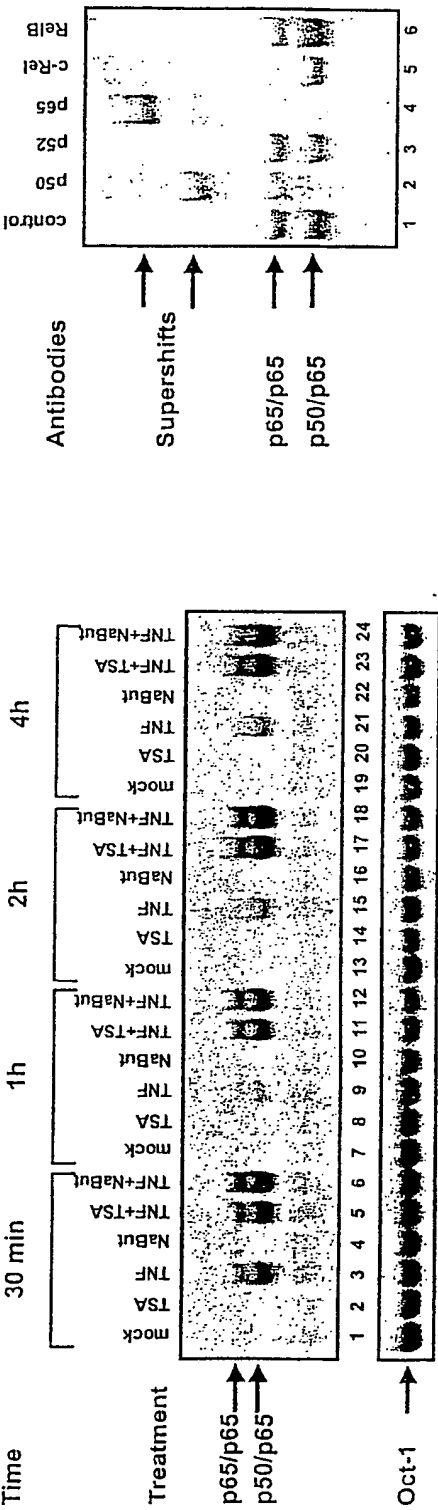 Time
30 min 1h 2h 4h
Treatment
mock TSA TNF NaBut TNF+TSA TNF+NaBut mock TSA TNF NaBut TNF+TSA TNF+NaBut mock TSA TNF NaBut TNF+TSA TNF+NaBut mock TSA TNF NaBut TNF+TSA TNF+NaBut
p65/p65
p50/p65
1 2 3 4 5 6 7 8 9 10 11 12 13 14 15 16 17 18 19 20 21 22 23 24
Oct-1
Antibodies
control p50 p52 p65 c-Rel RelB
Supershifts
p65/p65
p50/p65
1 2 3 4 5 6